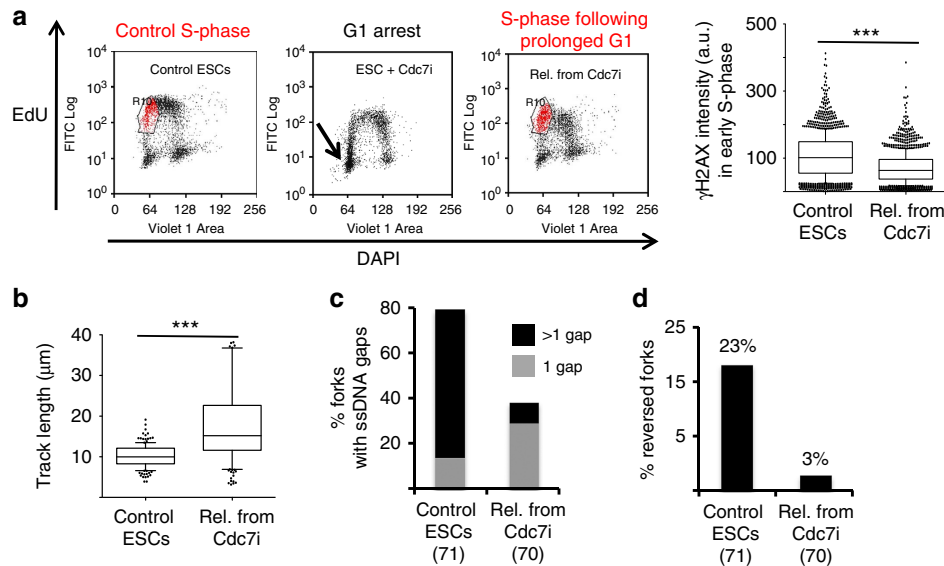 a
Control S-phase
G1 arrest
S-phase following
prolonged G1
EdU
FITC Log
10⁴
10³
10²
10¹
10⁰
Control ESCs
R10
0 64 128 192 256
Violet 1 Area
FITC Log
10⁴
10³
10²
10¹
10⁰
ESC + Cdc7i
0 64 128 192 256
Violet 1 Area
FITC Log
10⁴
10³
10²
10¹
10⁰
Rel. from Cdc7i
R10
0 64 128 192 256
Violet 1 Area
DAPI
γH2AX intensity (a.u.)
in early S-phase
500
300
100
***
Control
ESCs
Rel. from
Cdc7i
b
Track length (μm)
40
30
20
10
***
Control
ESCs
Rel. from
Cdc7i
c
% forks
with ssDNA gaps
80
60
40
20
>1 gap
1 gap
Control
ESCs
(71)
Rel. from
Cdc7i
(70)
d
% reversed forks
25
15
5
23%
3%
Control
ESCs
(71)
Rel. from
Cdc7i
(70)